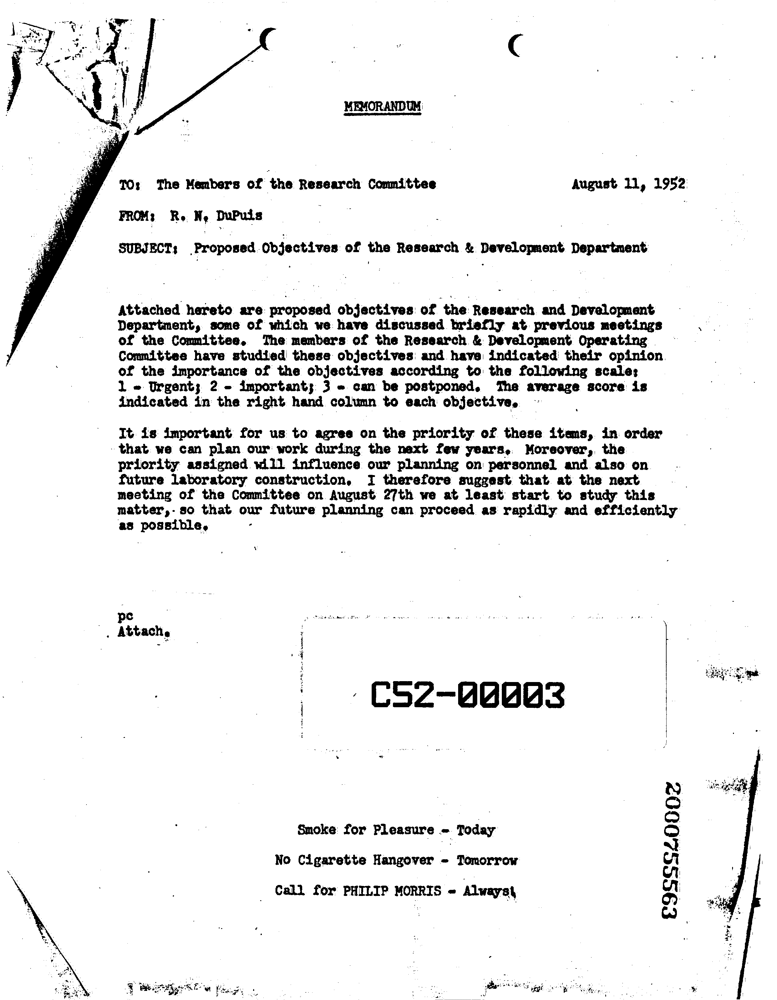 MEMORANDUM
TO: The Members of the Research Committee August 11, 1952
FROM: R. N. DuPuis
SUBJECT: Proposed Objectives of the Research & Development Department
Attached hereto are proposed objectives of the Research and Development
Department, some of which we have discussed briefly at previous meetings
of the Committee. The members of the Research & Development Operating
Committee have studied these objectives and have indicated their opinion
of the importance of the objectives according to the following scale:
1 - Urgent; 2 - important; 3 - can be postponed. The average score is
indicated in the right hand column to each objective.
It is important for us to agree on the priority of these items, in order
that we can plan our work during the next few years. Moreover, the
priority assigned will influence our planning on personnel and also on
future laboratory construction. I therefore suggest that at the next
meeting of the Committee on August 27th we at least start to study this
matter, so that our future planning can proceed as rapidly and efficiently
as possible.
pc
Attach.
C52-00003
Smoke for Pleasure - Today
No Cigarette Hangover - Tomorrow
Call for PHILIP MORRIS - Always!
2000755563